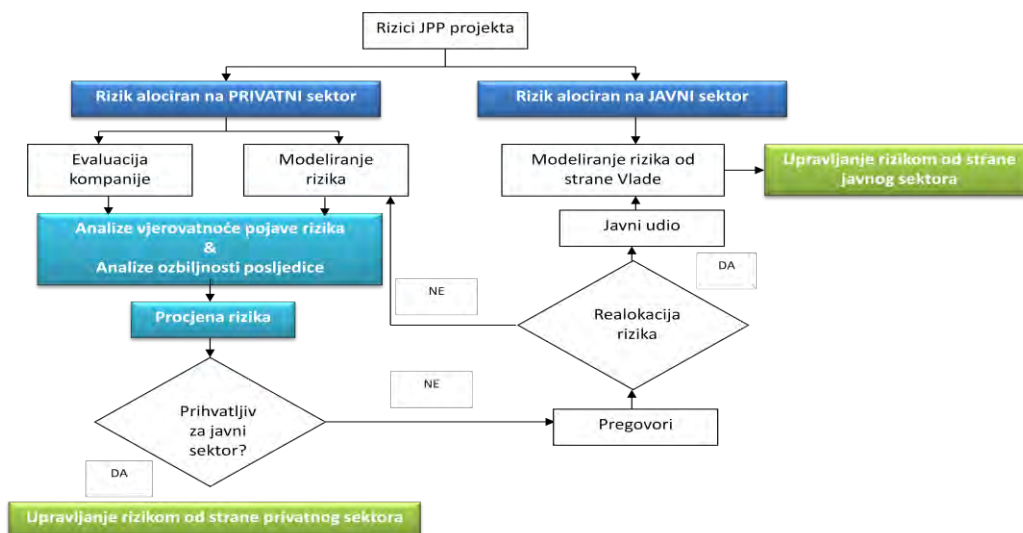 Rizici JPP projekta
Rizik alociran na PRIVATNI sektor
Rizik alociran na JAVNI sektor
Evaluacija
kompanije
Modeliranje
rizika
Modeliranje rizika od
strane Vlade
Upravljanje rizikom od strane
javnog sektora
Analize vjerovatnoće pojave rizika
&
Analize ozbiljnosti posljedice
Javni udio
DA
NE
Procjena rizika
Realokacija
rizika
NE
Prihvatljiv
za javni
sektor?
Pregovori
DA
Upravljanje rizikom od strane privatnog sektora